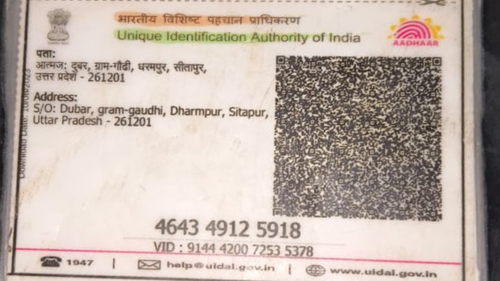 भारतीय विशिष्ट पहचान प्राधिकरण
Unique Identification Authority of India
AADHAAR
पता:
आत्मज: दुबर, ग्राम-गौढी, धरमपुर, सीतापुर,
उत्तर प्रदेश - 261201
Address:
S/O: Dubar, gram-gaudhi, Dharmpur, Sitapur,
Uttar Pradesh - 261201
4643 4912 5918
VID : 9144 4200 7253 5378
1947
help@uidai.gov.in
www.uidai.gov.in